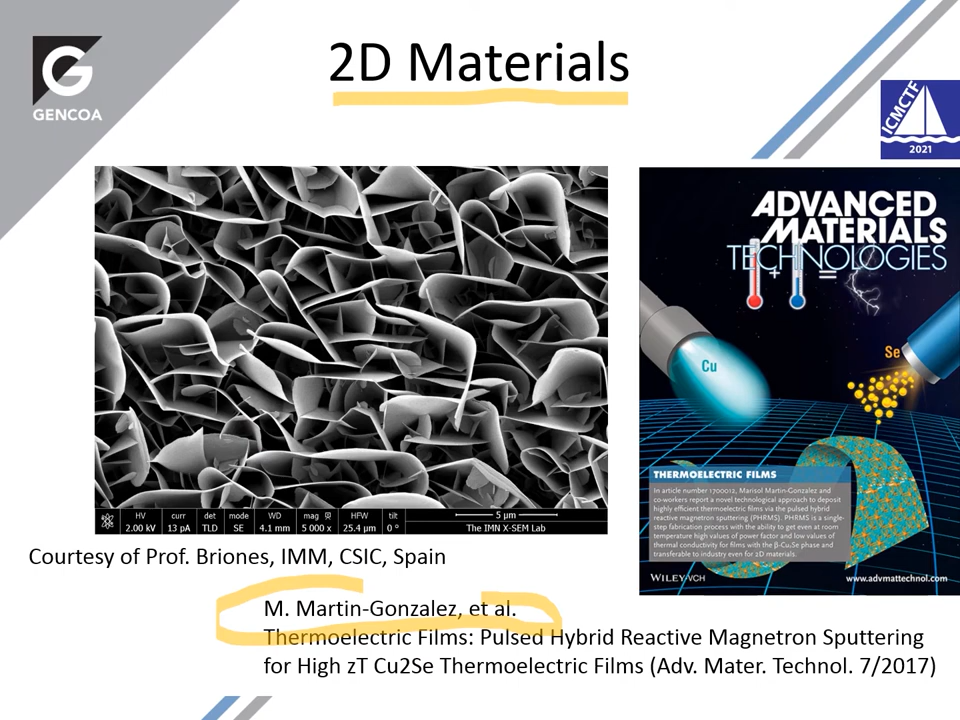 2D Materials
GENCOA
ICMCTF
2021
HV curr det mode WD mag HFW tilt
2.00 kV 13 pA TLD SE 4.1 mm 5 000 x 25.4 µm 0 °
5 µm
The IMN X-SEM Lab
ADVANCED
MATERIALS
TECHNOLOGIES
+ =
Cu
Se
THERMOELECTRIC FILMS
In article number 1700012, Marisol Martin-Gonzalez and
co-workers report a novel technological approach to deposit
highly efficient thermoelectric films via the pulsed hybrid
reactive magnetron sputtering (PHRMS). PHRMS is a single-
step fabrication process with the ability to get even at room
temperature high values of power factor and low values of
thermal conductivity for films with the β-Cu₂Se phase and
transferable to industry even for 2D materials.
WILEY-VCH
www.advmattechnol.com
Courtesy of Prof. Briones, IMM, CSIC, Spain
M. Martin-Gonzalez, et al.
Thermoelectric Films: Pulsed Hybrid Reactive Magnetron Sputtering
for High zT Cu2Se Thermoelectric Films (Adv. Mater. Technol. 7/2017)